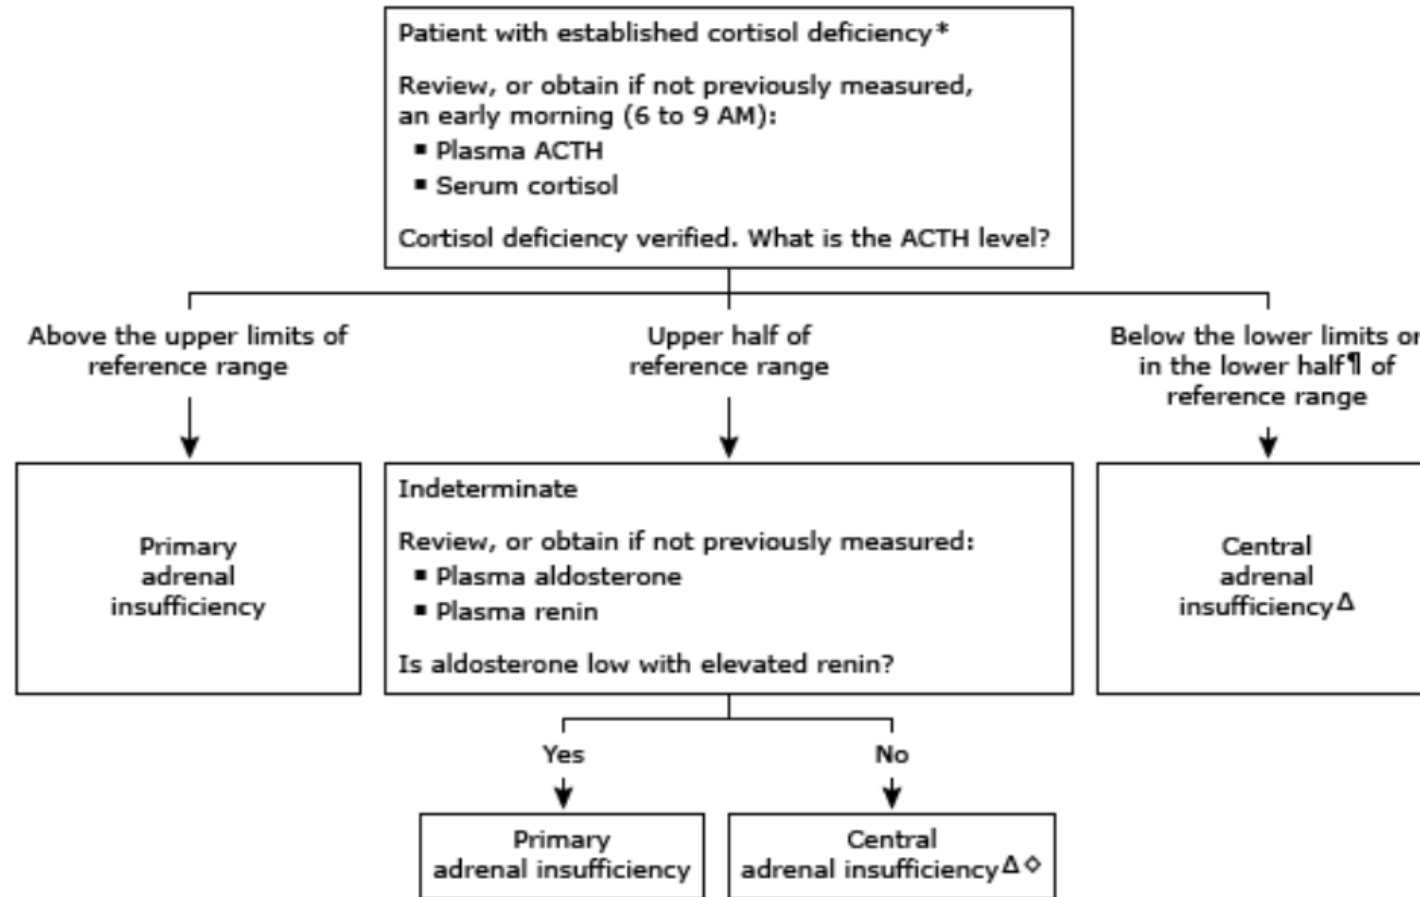 Patient with established cortisol deficiency*
Review, or obtain if not previously measured,
an early morning (6 to 9 AM):
▪ Plasma ACTH
▪ Serum cortisol
Cortisol deficiency verified. What is the ACTH level?
Above the upper limits of
reference range
Upper half of
reference range
Below the lower limits or
in the lower half¶ of
reference range
Primary
adrenal
insufficiency
Indeterminate
Review, or obtain if not previously measured:
▪ Plasma aldosterone
▪ Plasma renin
Is aldosterone low with elevated renin?
Central
adrenal
insufficiencyΔ
Yes
No
Primary
adrenal insufficiency
Central
adrenal insufficiencyΔ◇